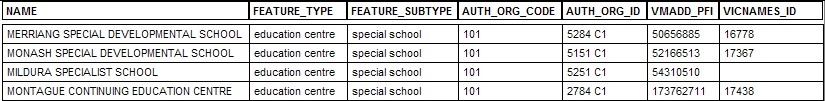 NAME FEATURE_TYPE FEATURE_SUBTYPE AUTH_ORG_CODE AUTH_ORG_ID VMADD_PFI VICNAMES_ID
MERRIANG SPECIAL DEVELOPMENTAL SCHOOL education centre special school 101 5284 C1 50656885 16778
MONASH SPECIAL DEVELOPMENTAL SCHOOL education centre special school 101 5151 C1 52166513 17367
MILDURA SPECIALIST SCHOOL education centre special school 101 5251 C1 54310510
MONTAGUE CONTINUING EDUCATION CENTRE education centre special school 101 2784 C1 173762711 17438